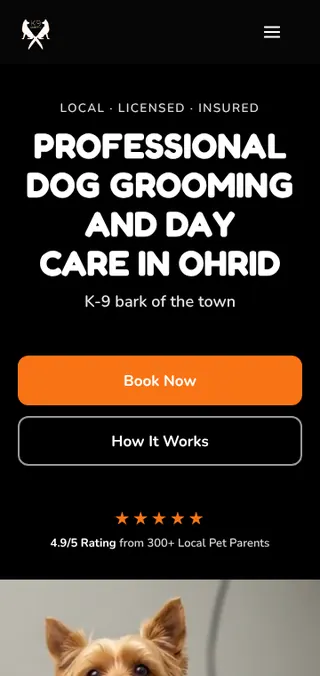 K9
LOCAL · LICENSED · INSURED
PROFESSIONAL
DOG GROOMING
AND DAY
CARE IN OHRID
K-9 bark of the town
Book Now
How It Works
★★★★★
4.9/5 Rating from 300+ Local Pet Parents